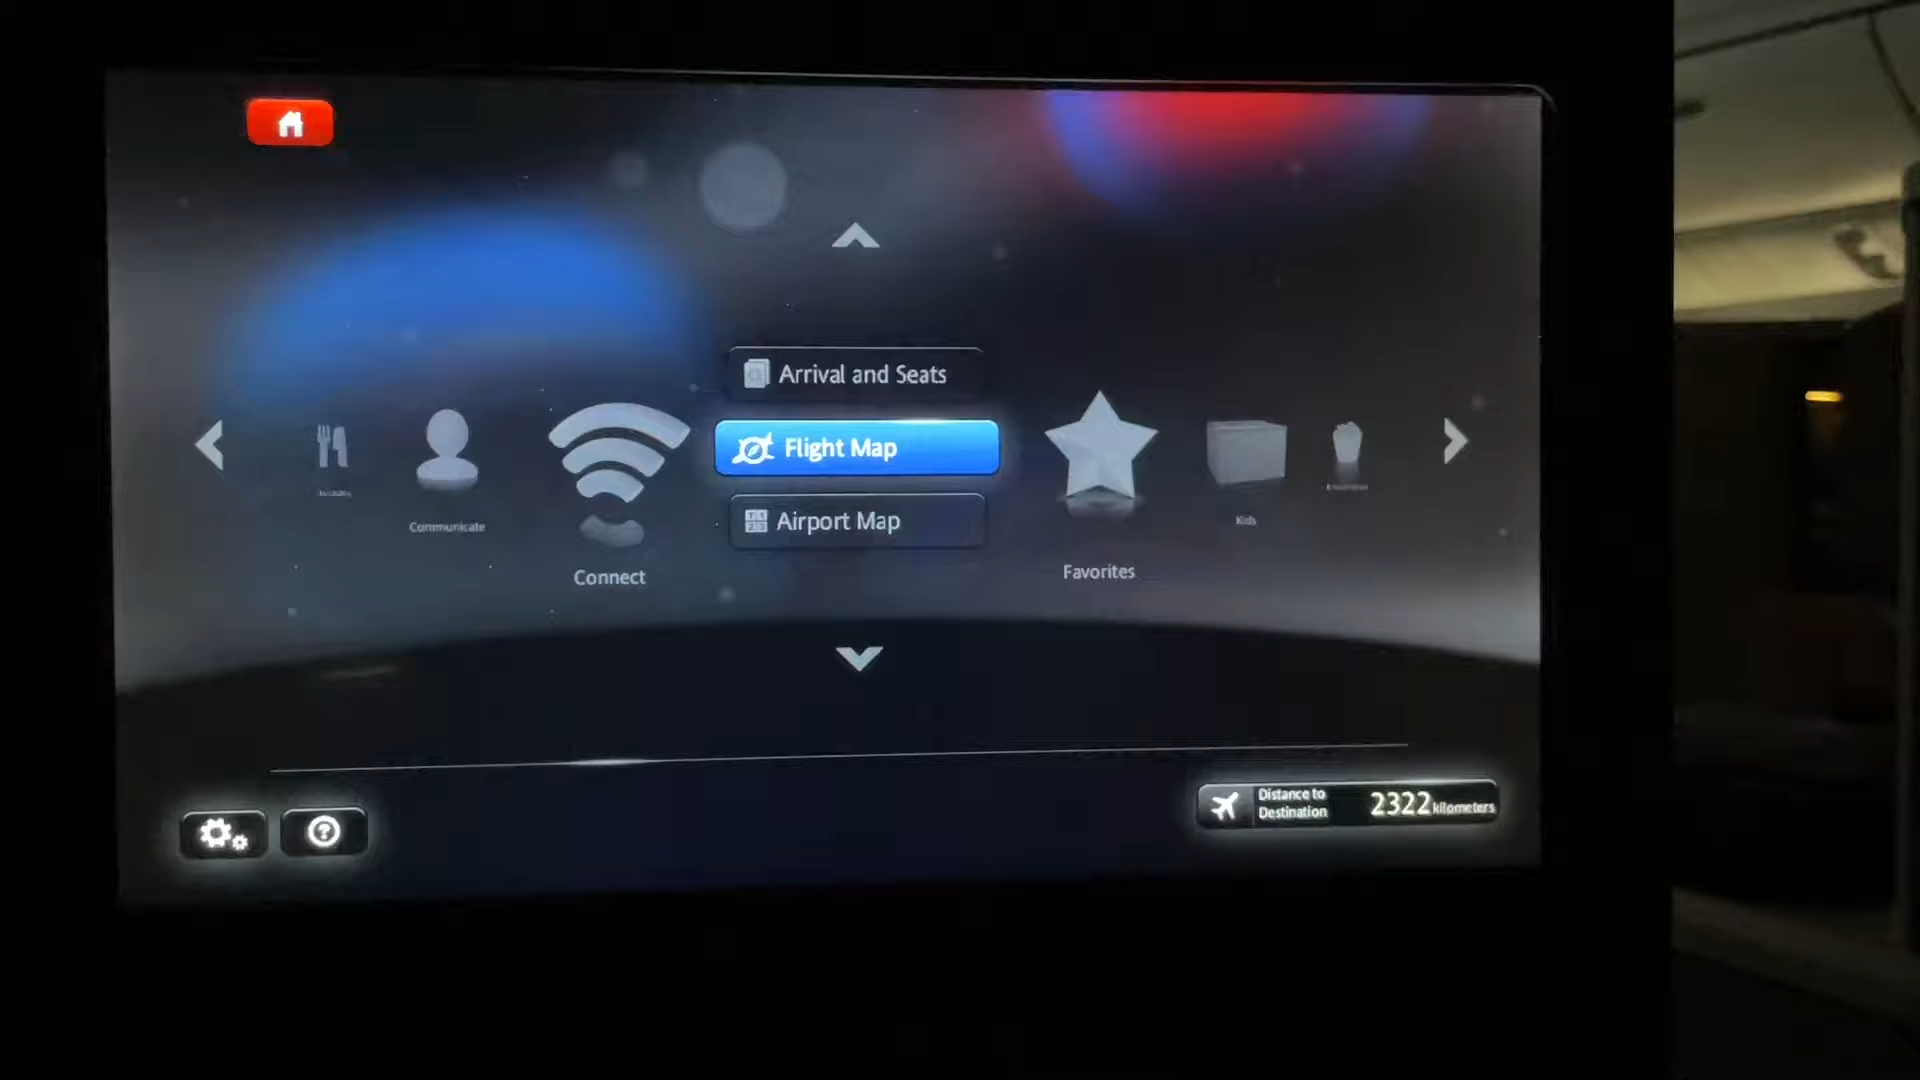 Arrival and Seats
Flight Map
Airport Map
Communicate
Connect
Favorites
Kids
Distance to
Destination
2322 kilometers